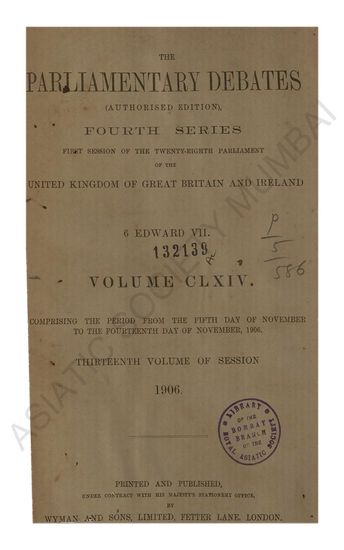 THE
PARLIAMENTARY DEBATES
(AUTHORISED EDITION),
FOURTH SERIES
FIRST SESSION OF THE TWENTY-EIGHTH PARLIAMENT
OF THE
UNITED KINGDOM OF GREAT BRITAIN AND IRELAND
6 EDWARD VII.
132139
P
5
586
VOLUME CLXIV.
COMPRISING THE PERIOD FROM THE FIFTH DAY OF NOVEMBER
TO THE FOURTEENTH DAY OF NOVEMBER, 1906.
THIRTEENTH VOLUME OF SESSION
1906.
LIBRARY
OF THE
BOMBAY
BRANCH
OF THE
ROYAL ASIATIC SOCIETY
PRINTED AND PUBLISHED,
UNDER CONTRACT WITH HIS MAJESTY'S STATIONERY OFFICE,
BY
WYMAN AND SONS, LIMITED, FETTER LANE, LONDON.
ASIATIC SOCIETY MUMBAI